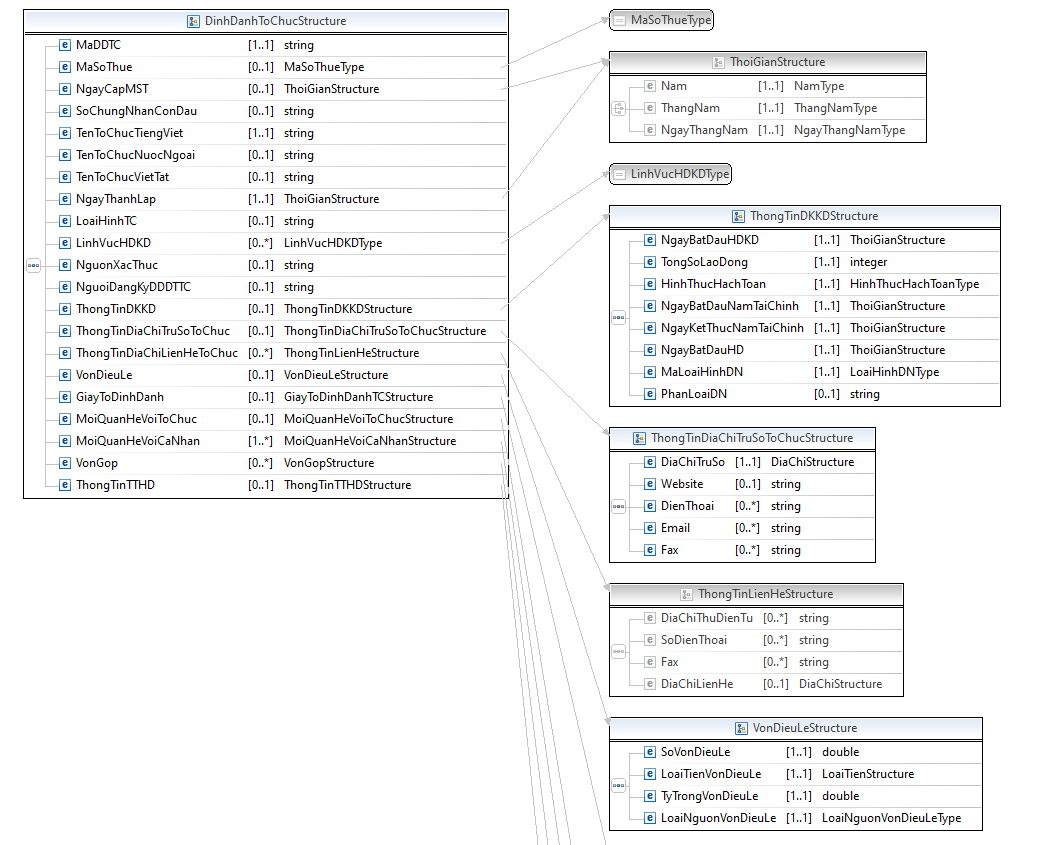 DinhDanhToChucStructure
e MaDDTC [1..1] string
e MaSoThue [0..1] MaSoThueType
e NgayCapMST [0..1] ThoiGianStructure
e SoChungNhanConDau [0..1] string
e TenToChucTiengViet [1..1] string
e TenToChucNuocNgoai [0..1] string
e TenToChucVietTat [0..1] string
e NgayThanhLap [1..1] ThoiGianStructure
e LoaiHinhTC [0..1] string
e LinhVucHDKD [0..*] LinhVucHDKDType
e NguonXacThuc [0..1] string
e NguoiDangKyDDDTTC [0..1] string
e ThongTinDKKD [0..1] ThongTinDKKDStructure
e ThongTinDiaChiTruSoToChuc [0..1] ThongTinDiaChiTruSoToChucStructure
e ThongTinDiaChiLienHeToChuc [0..*] ThongTinLienHeStructure
e VonDieuLe [0..1] VonDieuLeStructure
e GiayToDinhDanh [0..1] GiayToDinhDanhTCStructure
e MoiQuanHeVoiToChuc [0..1] MoiQuanHeVoiToChucStructure
e MoiQuanHeVoiCaNhan [1..*] MoiQuanHeVoiCaNhanStructure
e VonGop [0..*] VonGopStructure
e ThongTinTTHD [0..1] ThongTinTTHDStructure
MaSoThueType
ThoiGianStructure
e Nam [1..1] NamType
e ThangNam [1..1] ThangNamType
e NgayThangNam [1..1] NgayThangNamType
LinhVucHDKDType
ThongTinDKKDStructure
e NgayBatDauHDKD [1..1] ThoiGianStructure
e TongSoLaoDong [1..1] integer
e HinhThucHachToan [1..1] HinhThucHachToanType
e NgayBatDauNamTaiChinh [1..1] ThoiGianStructure
e NgayKetThucNamTaiChinh [1..1] ThoiGianStructure
e NgayBatDauHD [1..1] ThoiGianStructure
e MaLoaiHinhDN [1..1] LoaiHinhDNType
e PhanLoaiDN [0..1] string
ThongTinDiaChiTruSoToChucStructure
e DiaChiTruSo [1..1] DiaChiStructure
e Website [0..1] string
e DienThoai [0..*] string
e Email [0..*] string
e Fax [0..*] string
ThongTinLienHeStructure
e DiaChiThuDienTu [0..*] string
e SoDienThoai [0..*] string
e Fax [0..*] string
e DiaChiLienHe [0..1] DiaChiStructure
VonDieuLeStructure
e SoVonDieuLe [1..1] double
e LoaiTienVonDieuLe [1..1] LoaiTienStructure
e TyTrongVonDieuLe [1..1] double
e LoaiNguonVonDieuLe [1..1] LoaiNguonVonDieuLeType